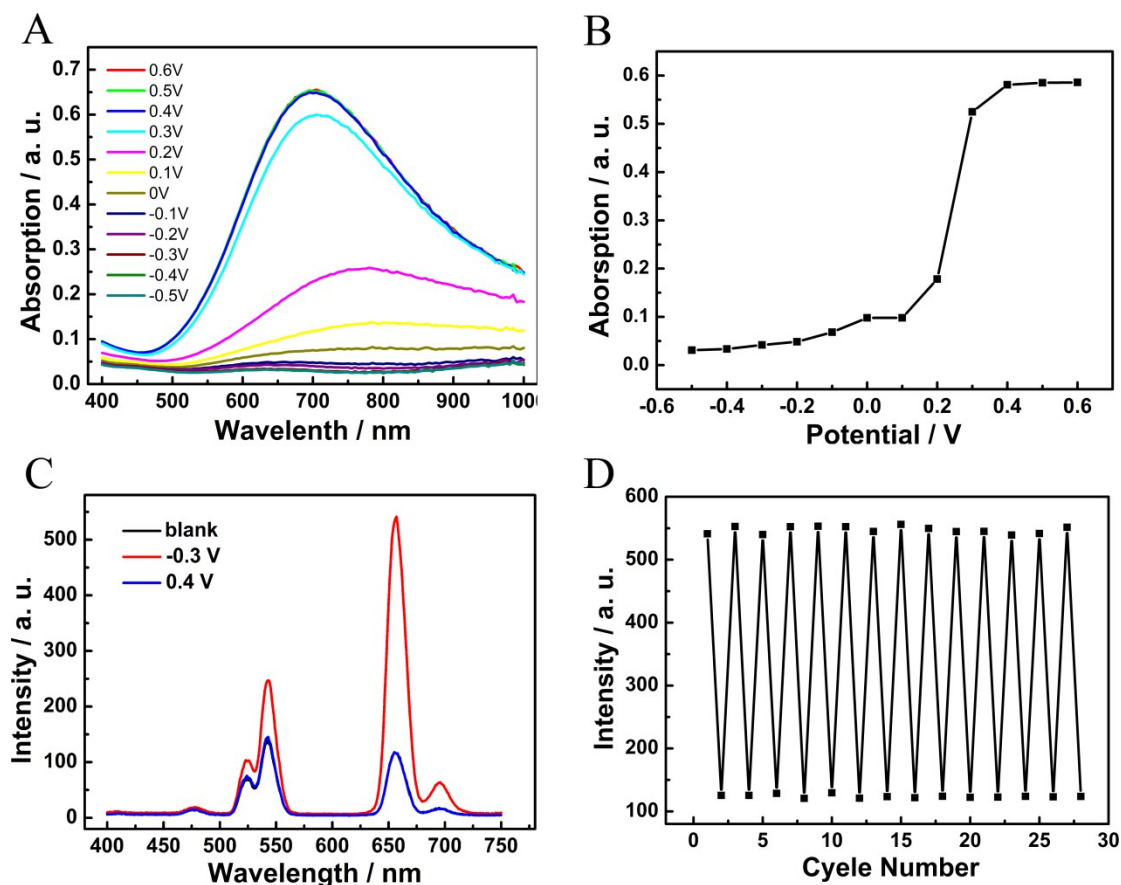 A
0.7
0.6
0.5
0.4
0.3
0.2
0.1
0.0
Absorption / a. u.
0.6V
0.5V
0.4V
0.3V
0.2V
0.1V
0V
-0.1V
-0.2V
-0.3V
-0.4V
-0.5V
400 500 600 700 800 900 1000
Wavelenth / nm
B
0.6
0.5
0.4
0.3
0.2
0.1
0.0
Aborsption / a. u.
-0.6 -0.4 -0.2 0.0 0.2 0.4 0.6
Potential / V
C
500
400
300
200
100
0
Intensity / a. u.
blank
-0.3 V
0.4 V
400 450 500 550 600 650 700 750
Wavelength / nm
D
600
500
400
300
200
100
Intensity / a. u.
0 5 10 15 20 25 30
Cyele Number